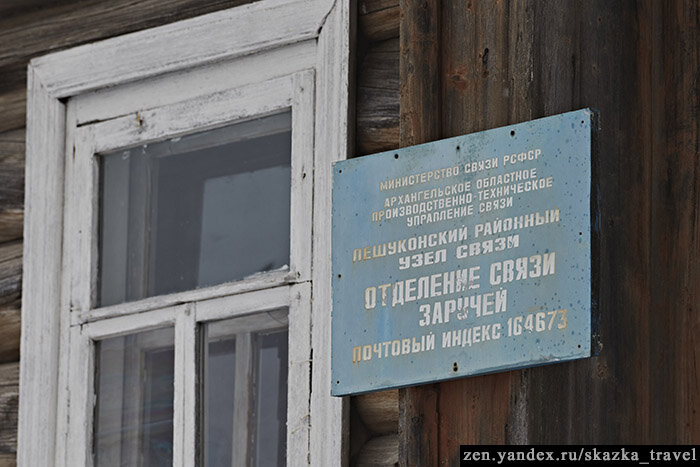 МИНИСТЕРСТВО СВЯЗИ РСФСР
АРХАНГЕЛЬСКОЕ ОБЛАСТНОЕ
ПРОИЗВОДСТВЕННО-ТЕХНИЧЕСКОЕ
УПРАВЛЕНИЕ СВЯЗИ
ЛЕШУКОНСКИЙ РАЙОННЫЙ
УЗЕЛ СВЯЗИ
ОТДЕЛЕНИЕ СВЯЗИ
ЗАРУЧЕЙ
ПОЧТОВЫЙ ИНДЕКС 164673
zen.yandex.ru/skazka_travel